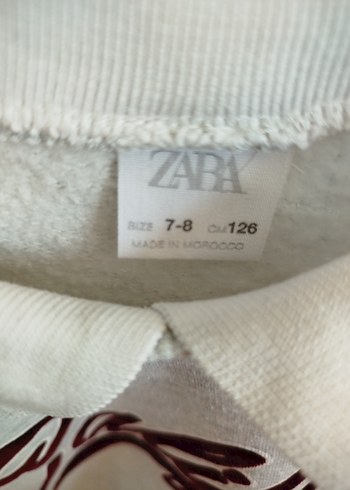 ZARA
SIZE 7-8 CM 126
MADE IN MOROCCO